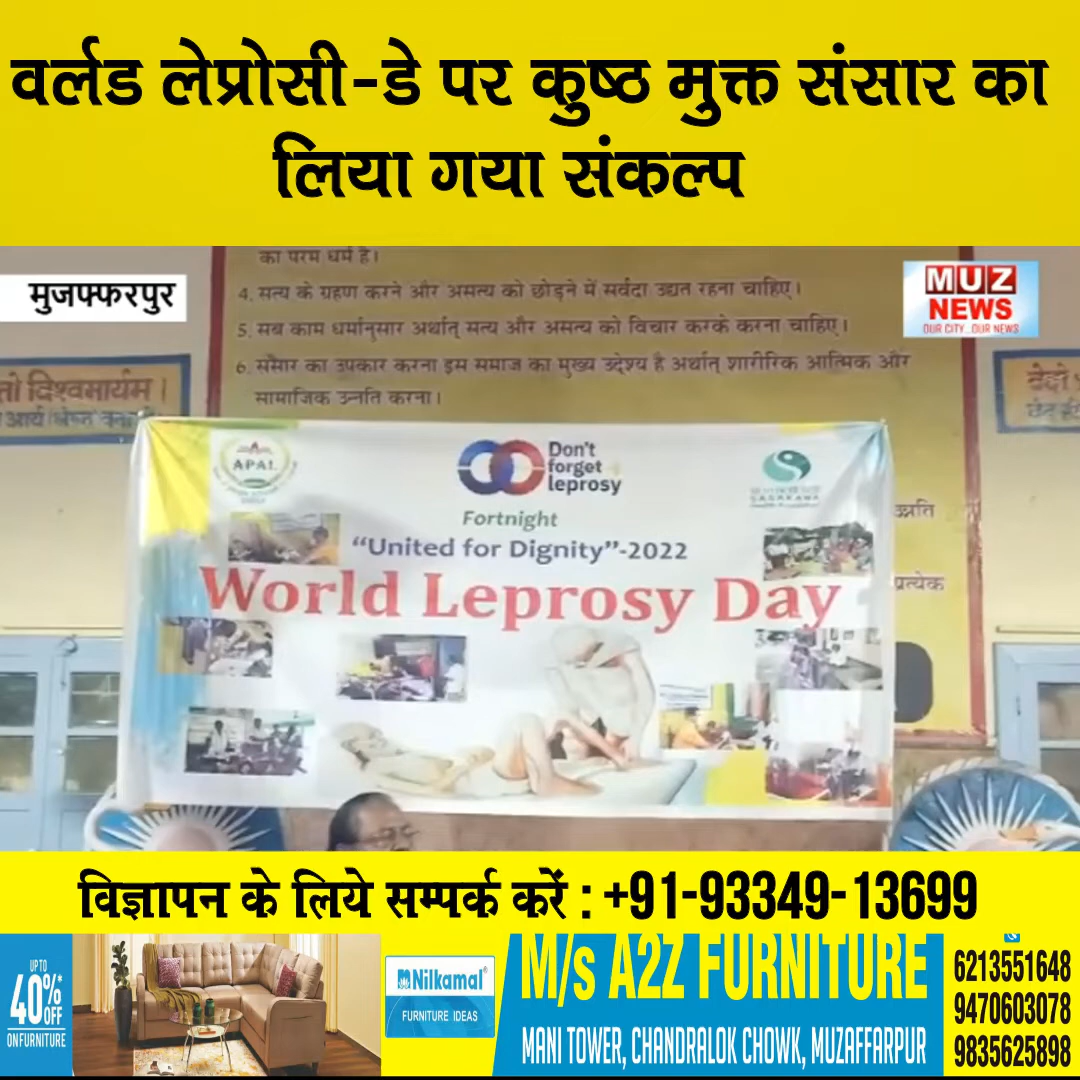 वर्लड लेप्रोसी-डे पर कुष्ठ मुक्त संसार का
लिया गया संकल्प
का परम धर्म है।
मुजफ्फरपुर
4. सत्य के ग्रहण करने और असत्य को छोड़ने में सर्वदा उद्यत रहना चाहिए।
MUZ
NEWS
OUR CITY...OUR NEWS
5. सब काम धर्मानुसार अर्थात् सत्य और असत्य को विचार करके करना चाहिए।
6. संसार का उपकार करना इस समाज का मुख्य उद्देश्य है अर्थात् शारीरिक आत्मिक और
सामाजिक उन्नति करना।
तो विश्वमार्यम।
APAL
Don't
forget
leprosy
SASAKAWA
Fortnight
"United for Dignity"-2022
World Leprosy Day
उन्नति
प्रत्येक
विज्ञापन के लिये सम्पर्क करें : +91-93349-13699
UPTO
40%*
OFF
ON FURNITURE
Nilkamal
FURNITURE IDEAS
M/s A2Z FURNITURE
MANI TOWER, CHANDRALOK CHOWK, MUZAFFARPUR
6213551648
9470603078
9835625898